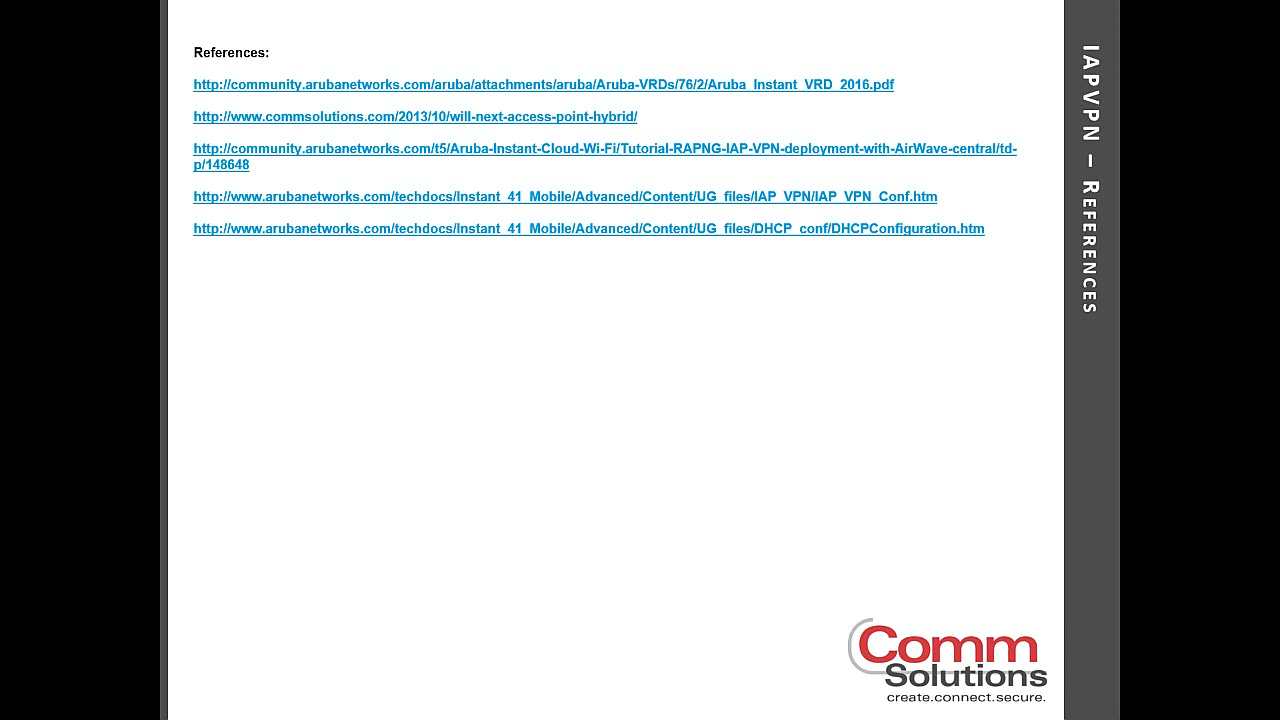 References:
http://community.arubanetworks.com/aruba/attachments/aruba/Aruba-VRDs/76/2/Aruba_Instant_VRD_2016.pdf
http://www.commsolutions.com/2013/10/will-next-access-point-hybrid/
http://community.arubanetworks.com/t5/Aruba-Instant-Cloud-Wi-Fi/Tutorial-RAPNG-IAP-VPN-deployment-with-AirWave-central/td-
p/148648
http://www.arubanetworks.com/techdocs/Instant_41_Mobile/Advanced/Content/UG_files/IAP_VPN/IAP_VPN_Conf.htm
http://www.arubanetworks.com/techdocs/Instant_41_Mobile/Advanced/Content/UG_files/DHCP_conf/DHCPConfiguration.htm
IAPVPN – REFERENCES
Comm
Solutions
create.connect.secure.